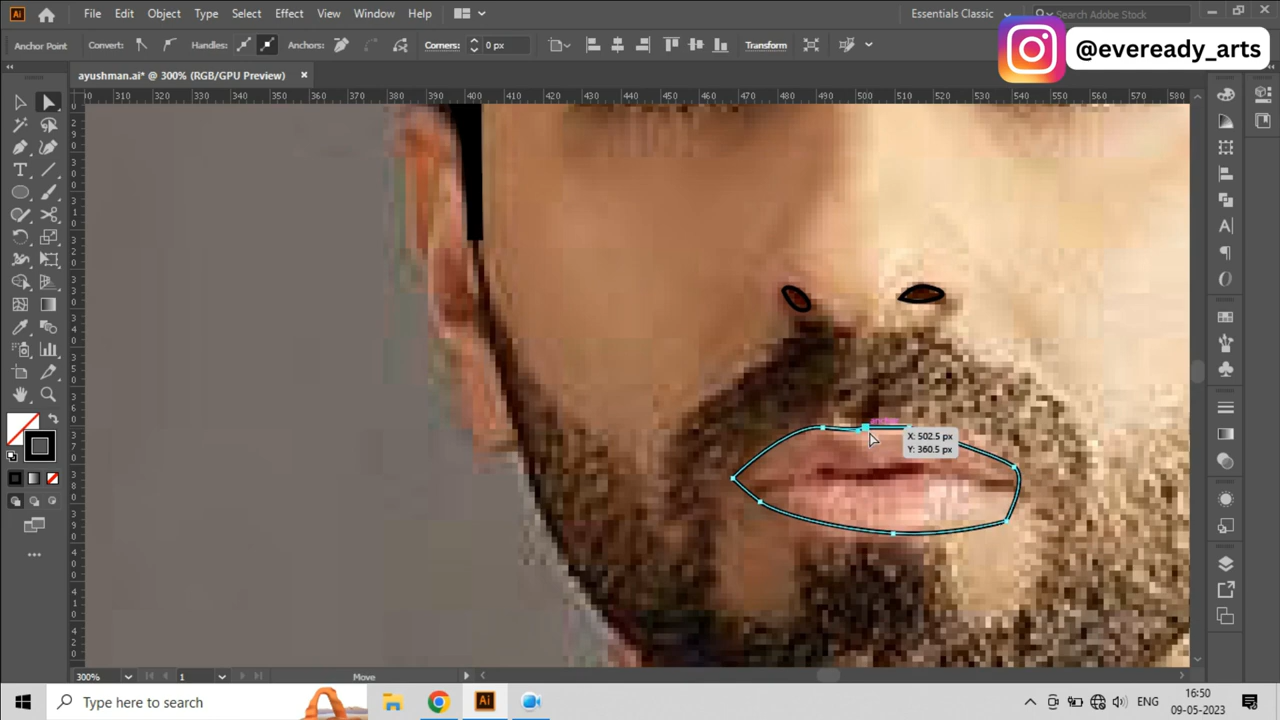 Ai File Edit Object Type Select Effect View Window Help Essentials Classic Search Adobe Stock
@eveready_arts
Anchor Point Convert: Handles: Anchors: Corners: 0 px Transform
ayushman.ai* @ 300% (RGB/GPU Preview)
310 320 330 340 350 360 370 380 390 400 410 420 430 440 450 460 470 480 490 500 510 520 530 540 550 560 570 580
X: 502.5 px
Y: 360.5 px
300% 1 Move
Type here to search Ai ENG 16:50
09-05-2023